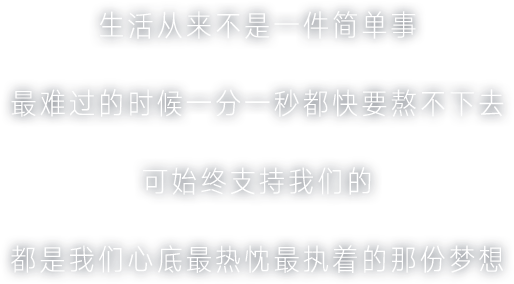 生活从来不是一件简单事
最难过的时候一分一秒都快要熬不下去
可始终支持我们的
都是我们心底最热忱最执着的那份梦想